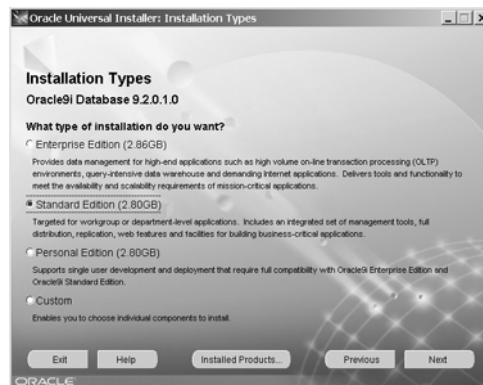 Oracle Universal Installer: Installation Types
Installation Types
Oracle9i Database 9.2.0.1.0
What type of installation do you want?
Enterprise Edition (2.86GB)
Provides data management for high-end applications such as high volume on-line transaction processing (OLTP)
environments, query-intensive data warehouse and demanding Internet applications. Delivers tools and functionality to
meet the availability and scalability requirements of mission-critical applications.
Standard Edition (2.80GB)
Targeted for workgroup or department-level applications. Includes an integrated set of management tools, full
distribution, replication, web features and facilities for building business-critical applications.
Personal Edition (2.80GB)
Supports single user development and deployment that require full compatibility with Oracle9i Enterprise Edition and
Oracle9i Standard Edition.
Custom
Enables you to choose individual components to install.
Exit Help Installed Products... Previous Next
ORACLE